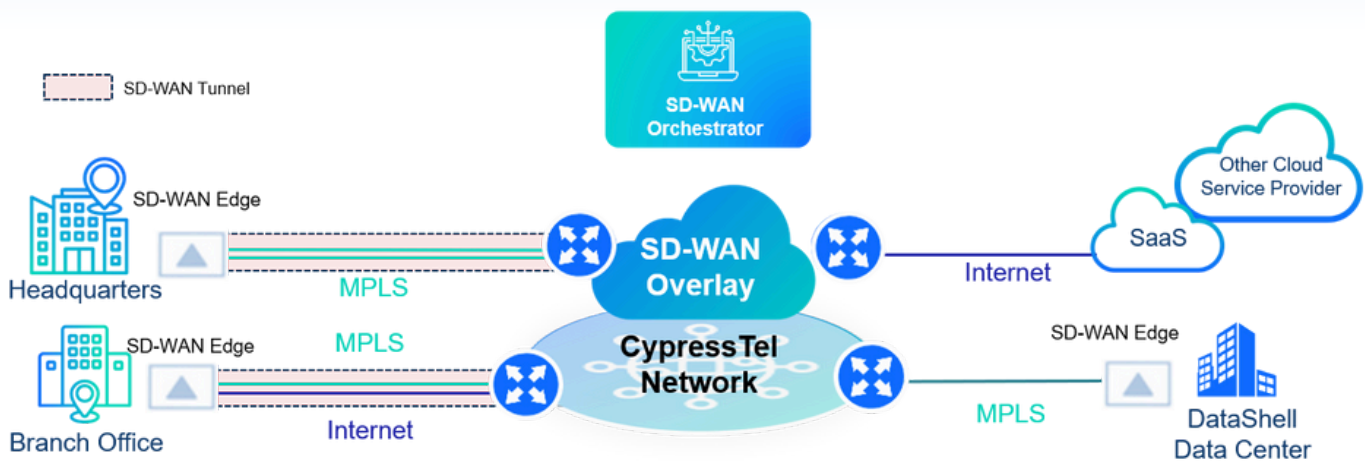 SD-WAN Tunnel
SD-WAN
Orchestrator
Other Cloud
Service Provider
SD-WAN Edge
SaaS
SD-WAN
Overlay
Internet
MPLS
Headquarters
SD-WAN Edge
MPLS
CypressTel
Network
SD-WAN Edge
Internet
Branch Office
MPLS
DataShell
Data Center